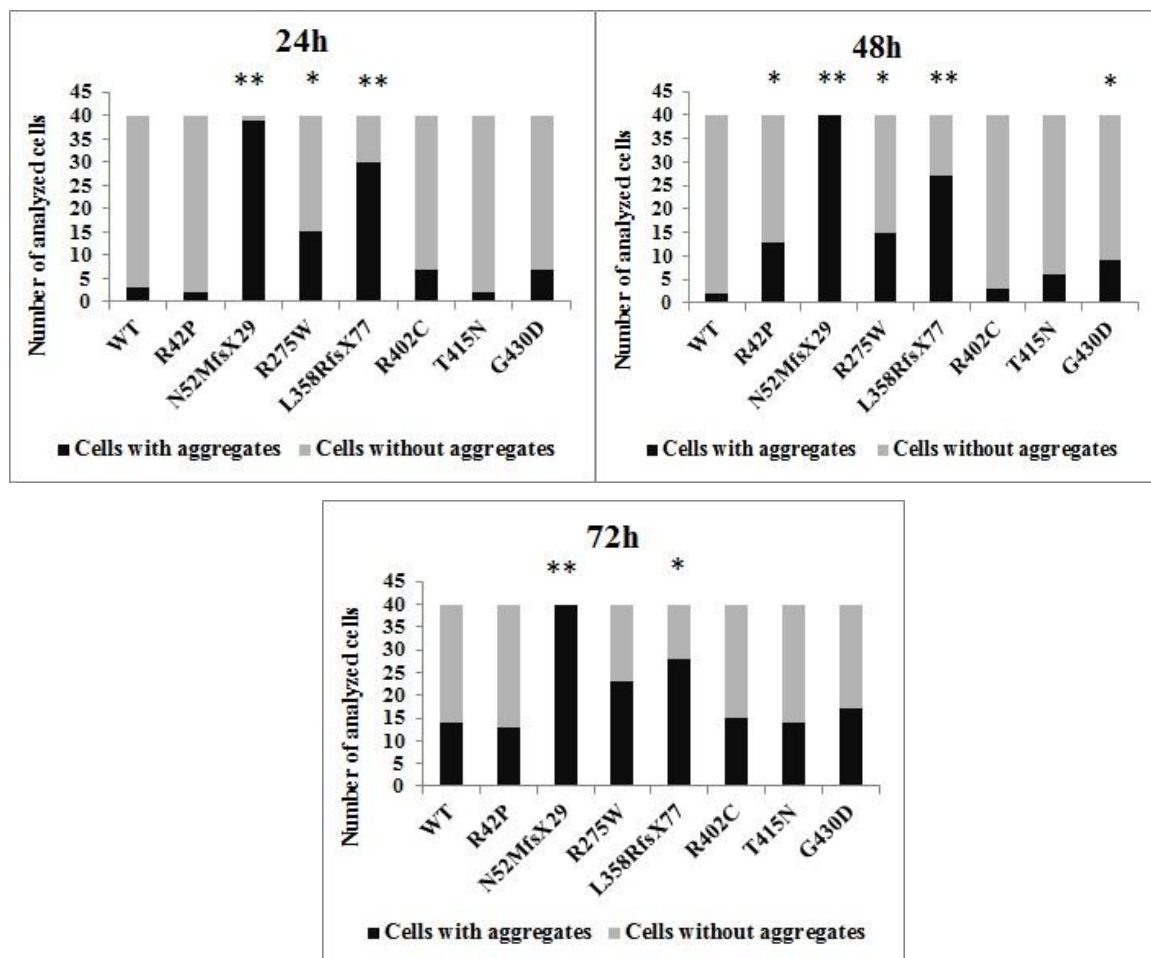 24h
** * **
Number of analyzed cells
45
40
35
30
25
20
15
10
5
0
WT R42P N52MfsX29 R275W L358RfsX77 R402C T415N G430D
Cells with aggregates Cells without aggregates
48h
* ** * ** *
Number of analyzed cells
45
40
35
30
25
20
15
10
5
0
WT R42P N52MfsX29 R275W L358RfsX77 R402C T415N G430D
Cells with aggregates Cells without aggregates
72h
** *
Number of analyzed cells
45
40
35
30
25
20
15
10
5
0
WT R42P N52MfsX29 R275W L358RfsX77 R402C T415N G430D
Cells with aggregates Cells without aggregates